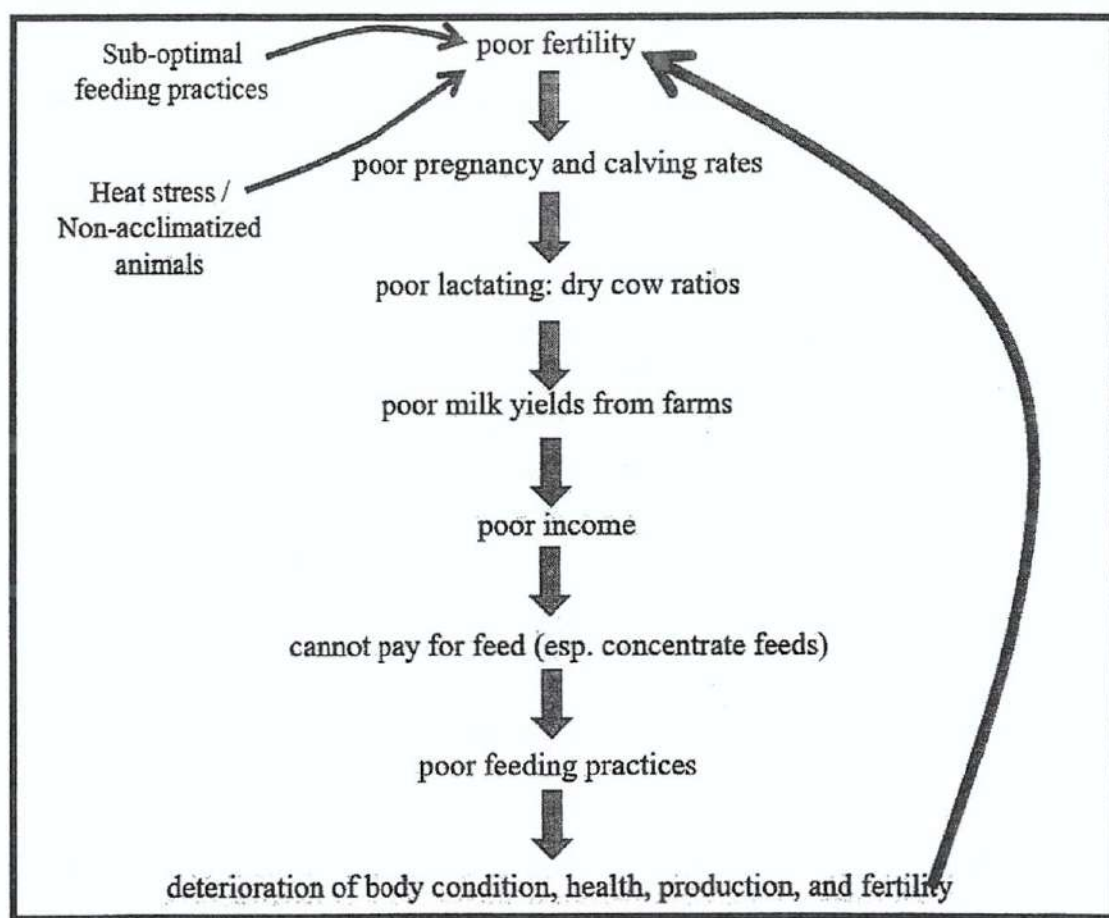 Sub-optimal
feeding practices
poor fertility
poor pregnancy and calving rates
Heat stress /
Non-acclimatized
animals
poor lactating: dry cow ratios
poor milk yields from farms
poor income
cannot pay for feed (esp. concentrate feeds)
poor feeding practices
deterioration of body condition, health, production, and fertility